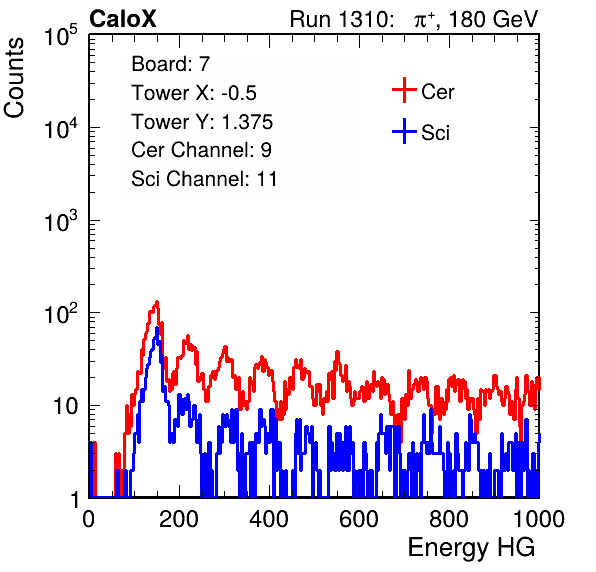 CaloX Run 1310: π⁺, 180 GeV
Counts
10⁵
10⁴
10³
10²
10
1
Board: 7
Tower X: -0.5
Tower Y: 1.375
Cer Channel: 9
Sci Channel: 11
Cer
Sci
0 200 400 600 800 1000
Energy HG